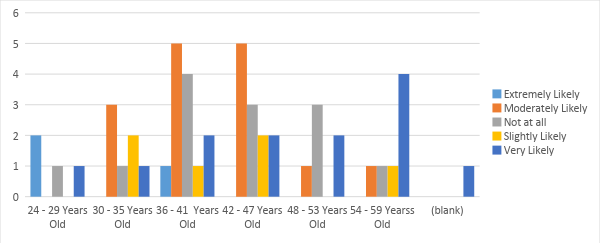 6
5
4
3
2
1
0
24 - 29 Years Old
30 - 35 Years Old
36 - 41 Years Old
42 - 47 Years Old
48 - 53 Years Old
54 - 59 Yearss Old
(blank)
Extremely Likely
Moderately Likely
Not at all
Slightly Likely
Very Likely